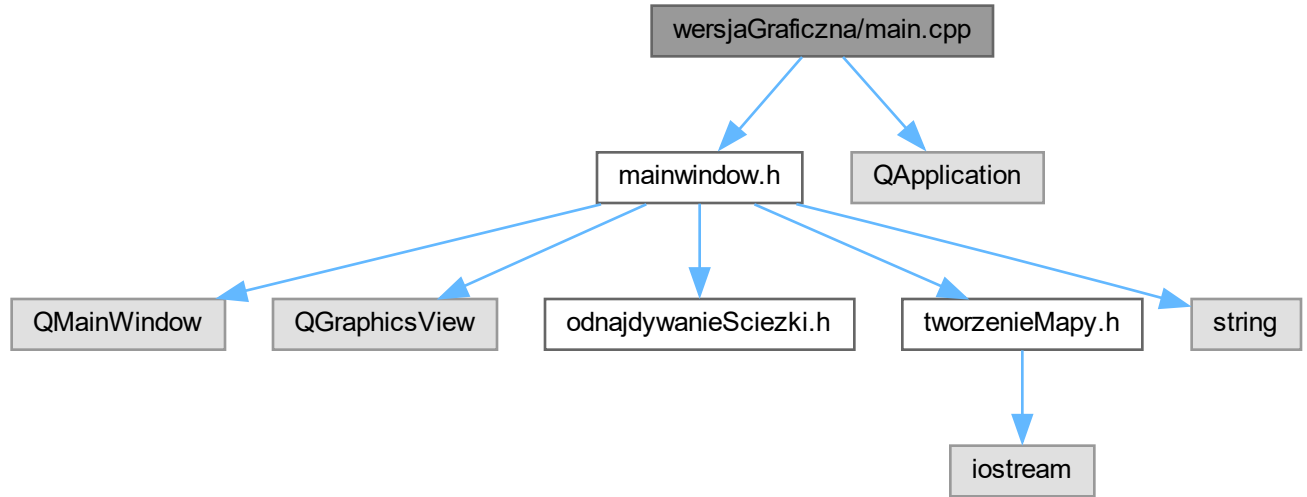 wersjaGraficzna/main.cpp
mainwindow.h
QApplication
QMainWindow
QGraphicsView
odnajdywanieSciezki.h
tworzenieMapy.h
string
iostream